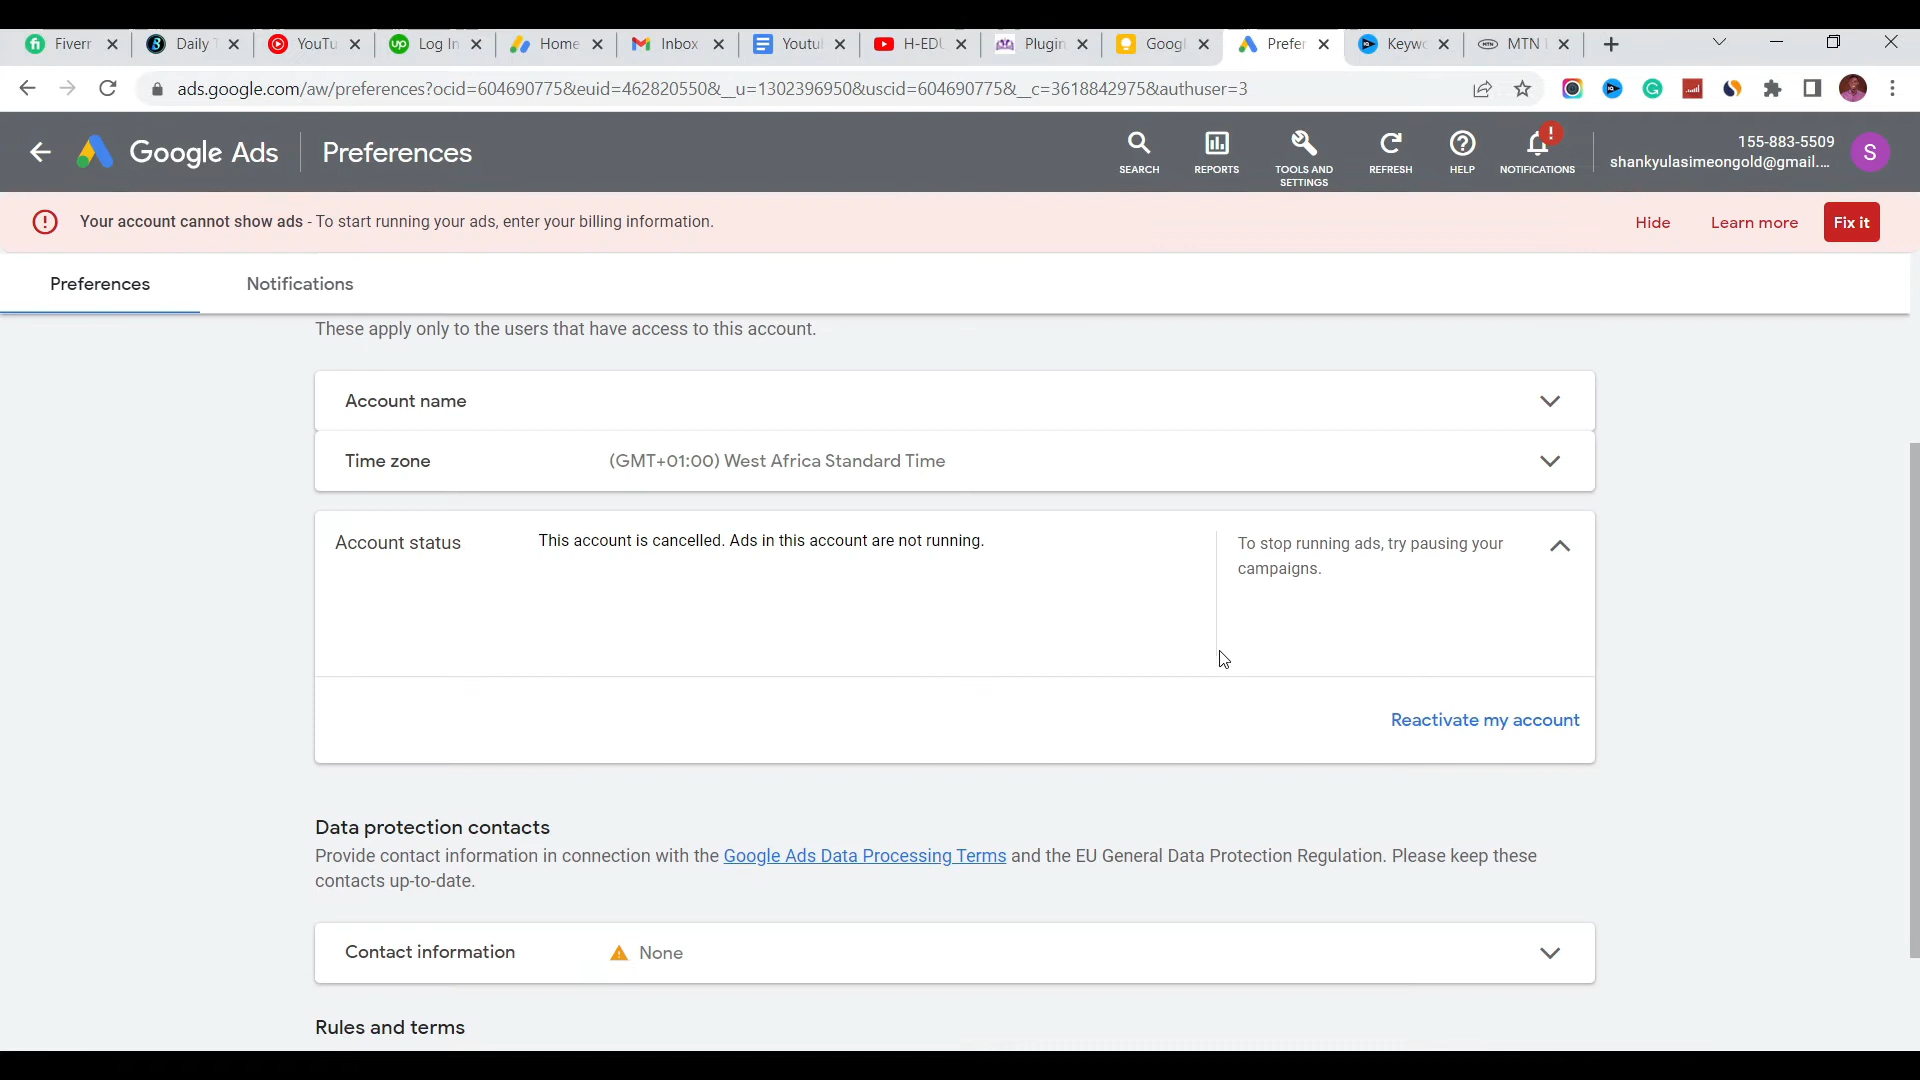 Fiverr
Daily T
YouTu
Log In
Home
Inbox
Youtu
H-EDU
Plugin
Googl
Prefer
Keywo
MTN
ads.google.com/aw/preferences?ocid=604690775&euid=462820550&__u=1302396950&uscid=604690775&__c=3618842975&authuser=3
Google Ads
Preferences
SEARCH
REPORTS
TOOLS AND
SETTINGS
REFRESH
HELP
NOTIFICATIONS
155-883-5509
shankyulasimeongold@gmail....
S
Your account cannot show ads - To start running your ads, enter your billing information.
Hide
Learn more
Fix it
Preferences
Notifications
These apply only to the users that have access to this account.
Account name
Time zone
(GMT+01:00) West Africa Standard Time
Account status
This account is cancelled. Ads in this account are not running.
To stop running ads, try pausing your
campaigns.
Reactivate my account
Data protection contacts
Provide contact information in connection with the Google Ads Data Processing Terms and the EU General Data Protection Regulation. Please keep these
contacts up-to-date.
Contact information
None
Rules and terms